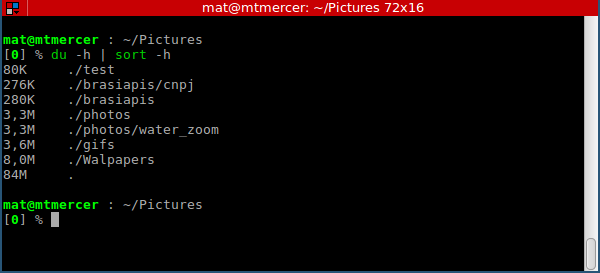 mat@mtmercer: ~/Pictures 72x16
mat@mtmercer : ~/Pictures
[0] % du -h | sort -h
80K ./test
276K ./brasiapis/cnpj
280K ./brasiapis
3,3M ./photos
3,3M ./photos/water_zoom
3,6M ./gifs
8,0M ./Walpapers
84M .
mat@mtmercer : ~/Pictures
[0] %